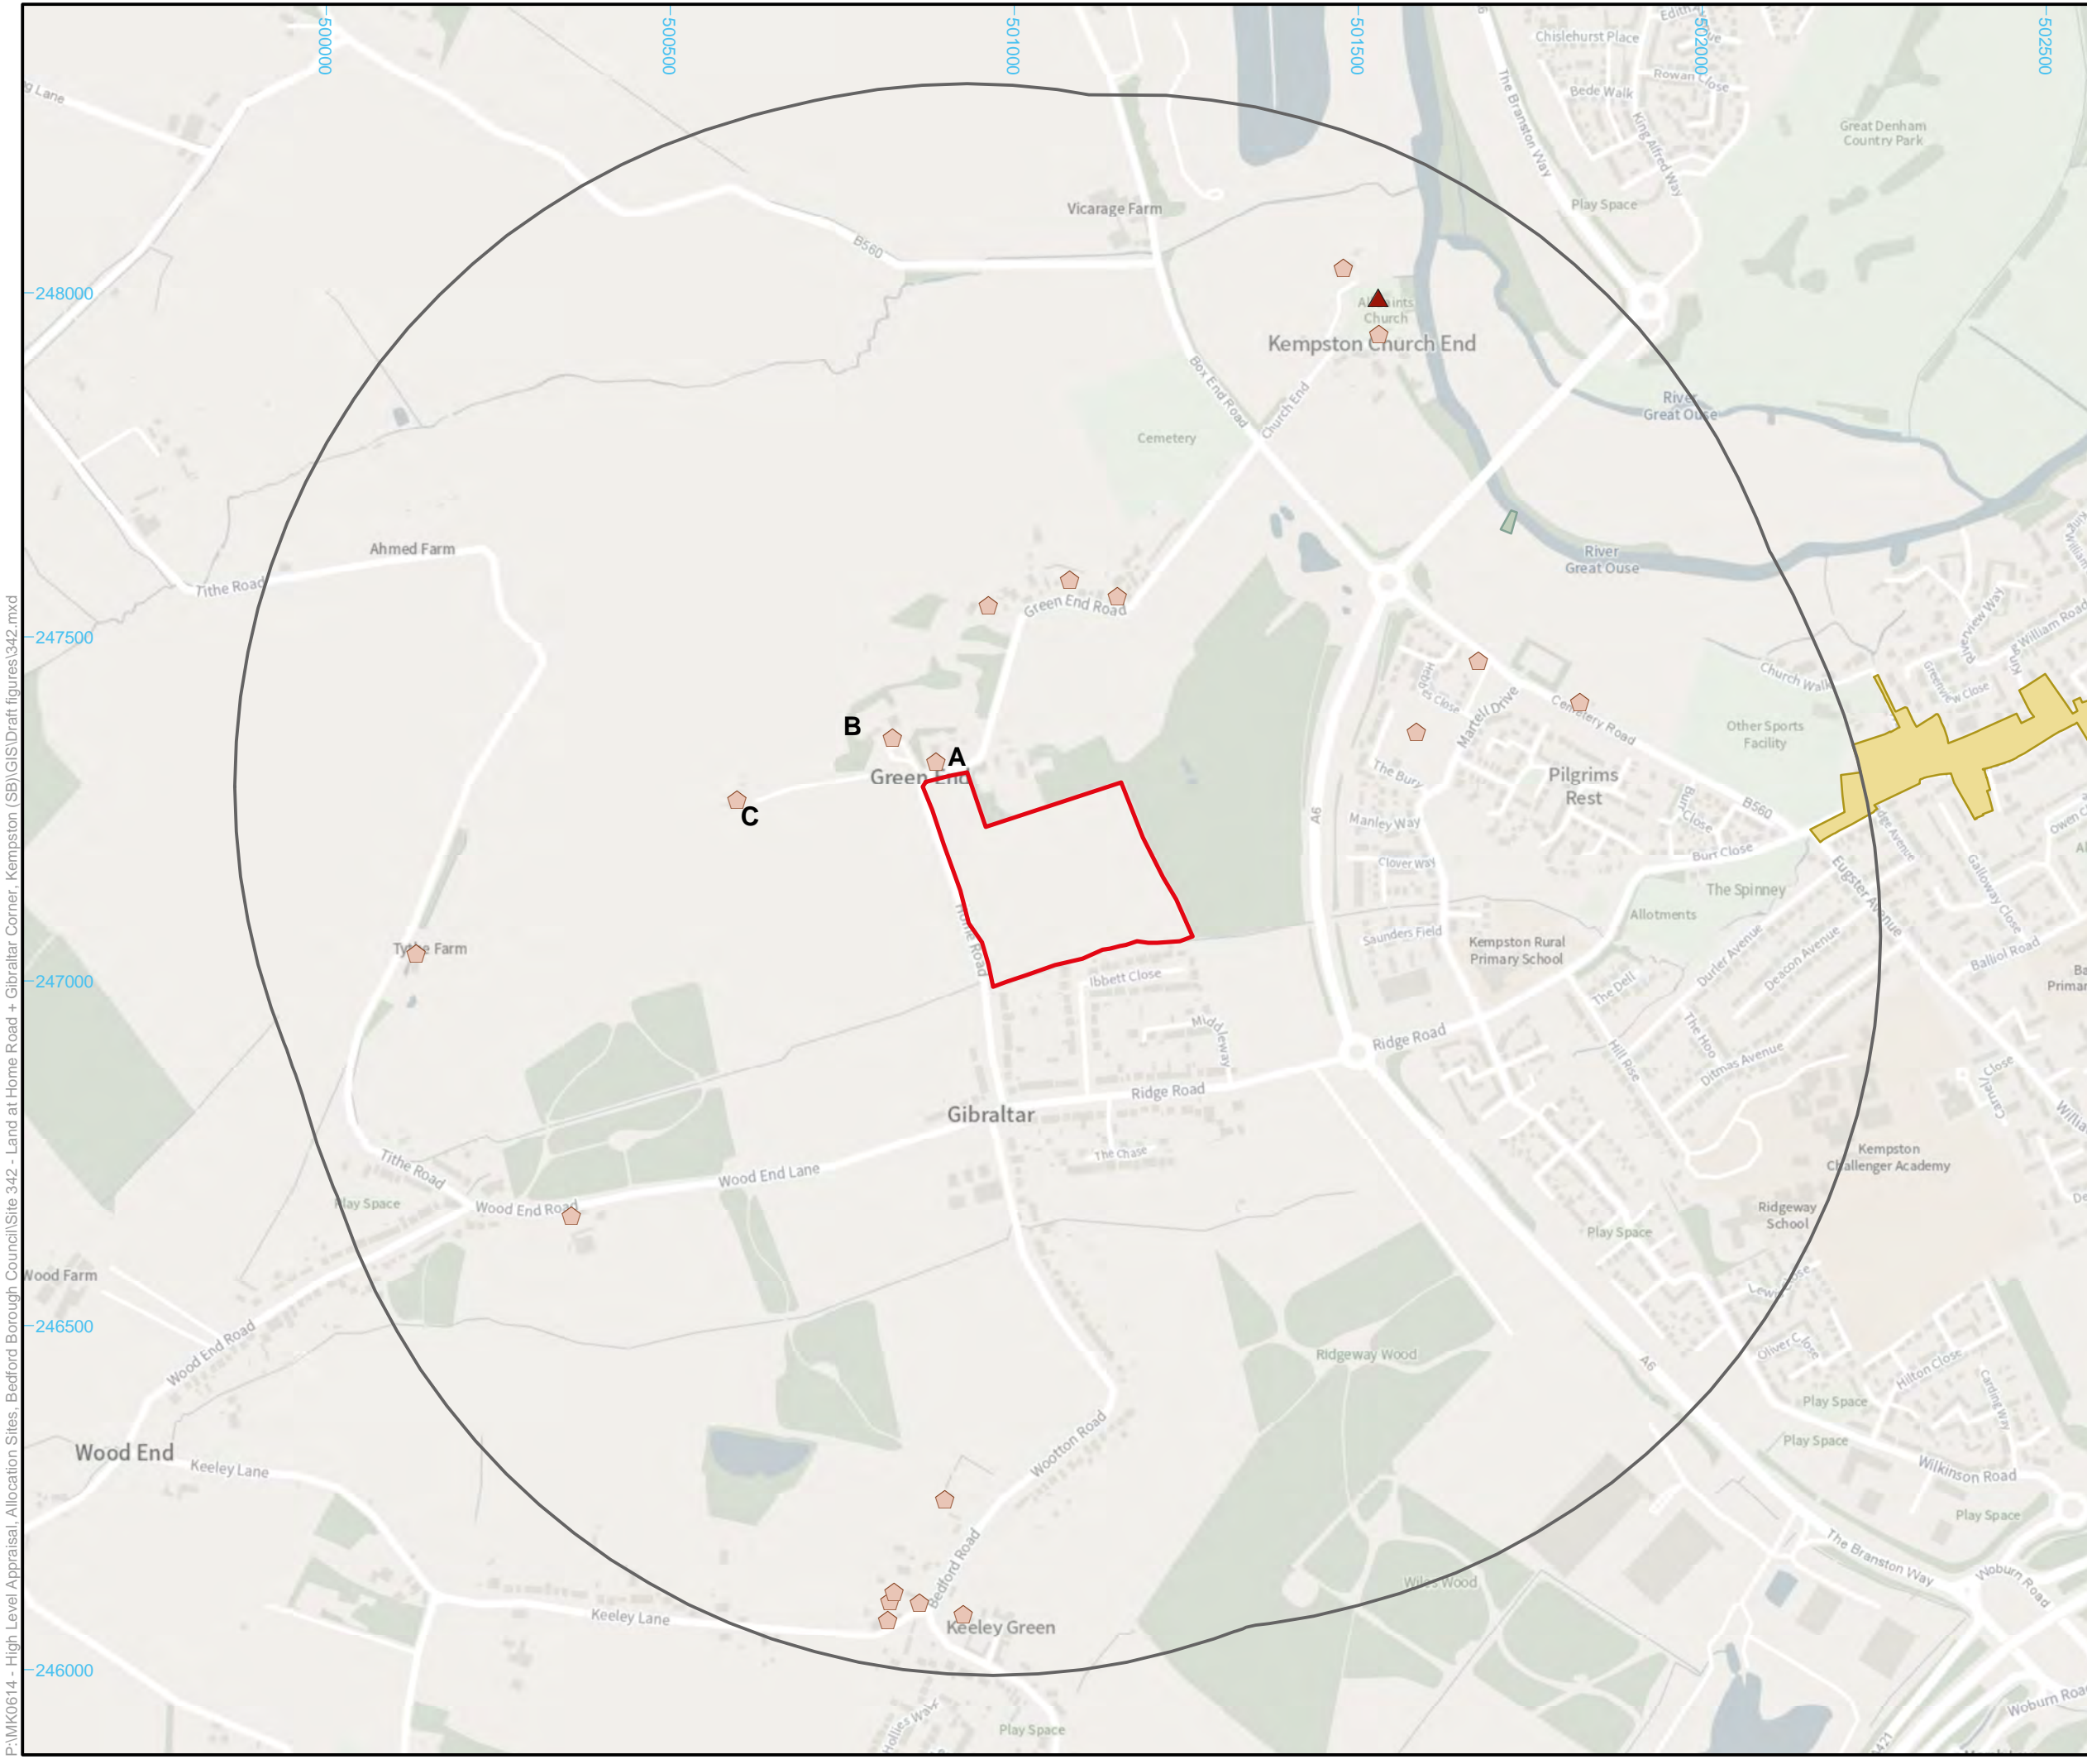 500000
500500
501000
501500
502000
502500
Chislehurst Place
Rowan Close
Bede Walk
King Alfred Way
The Branston Way
Great Denham
Country Park
Play Space
Vicarage Farm
B560
248000
Church
Kempston Church End
Box End Road
Church End
Cemetery
River
Great Ouse
River
Great Ouse
Ahmed Farm
Tithe Road
Green End Road
247500
Riverview Way
Greenview Close
Church Walk
Martell Drive
Cemetery Road
Other Sports
Facility
B
A
Green End
C
The Bury
Pilgrims
Rest
Burr
Close
B560
A6
Manley Way
Clover Way
Burt Close
The Spinney
Eugster Avenue
Galloway Close
Allotments
Home Road
Saunders Field
Kempston Rural
Primary School
Durler Avenue
Deacon Avenue
Balliol Road
Tythe Farm
247000
Ibbett Close
The Dell
Middleway
The Hoo
Ridge Road
Hill Rise
Ditmas Avenue
Ridge Road
Gibraltar
The Chase
Kempston
Challenger Academy
Tithe Road
Wood End Lane
Play Space
Wood End Road
Ridgeway
School
Play Space
Wood Farm
246500
Wood End Road
Ridgeway Wood
A6
Oliver Close
Hilton Close
Carding Way
Play Space
Play Space
Wood End
Keeley Lane
Wootton Road
Wilkinson Road
Play Space
Bedford Road
The Branston Way
Woburn Road
Wiles Wood
Keeley Lane
Keeley Green
246000
Woburn Road
Hollies Walk
Play Space
P:\MK0614 - High Level Appraisal, Allocation Sites, Bedford Borough Council\Site 342 - Land at Home Road + Gibraltar Corner, Kempston (SB)\GIS\Draft figures\342.mxd